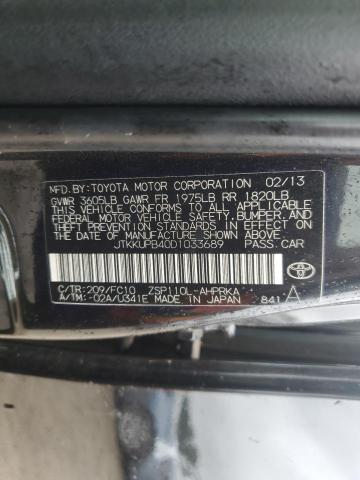 MFD.BY:TOYOTA MOTOR CORPORATION 02/13
GVWR 3605LB GAWR FR 1975LB RR 1820LB
THIS VEHICLE CONFORMS TO ALL APPLICABLE
FEDERAL MOTOR VEHICLE SAFETY, BUMPER, AND
THEFT PREVENTION STANDARDS IN EFFECT ON
THE DATE OF MANUFACTURE SHOWN ABOVE.
JTKKUPB40D1033689 PASS.CAR
C/TR:209/FC10 ZSP110L-AHPRKA
A/TM:-02A/U341E MADE IN JAPAN 841 A